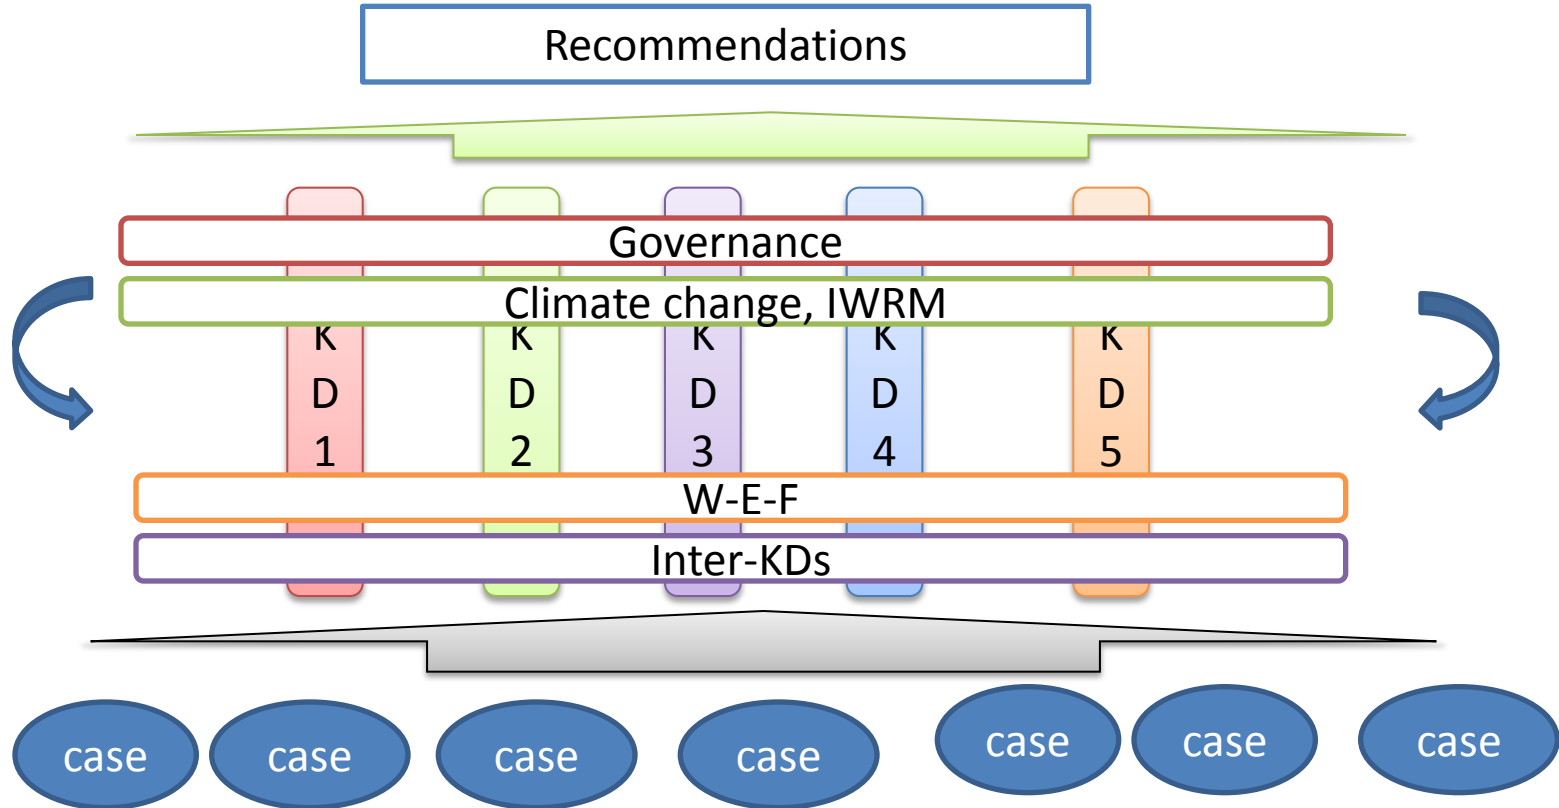 Recommendations
Governance
Climate change, IWRM
K
D
1
K
D
2
K
D
3
K
D
4
K
D
5
W-E-F
Inter-KDs
case
case
case
case
case
case
case